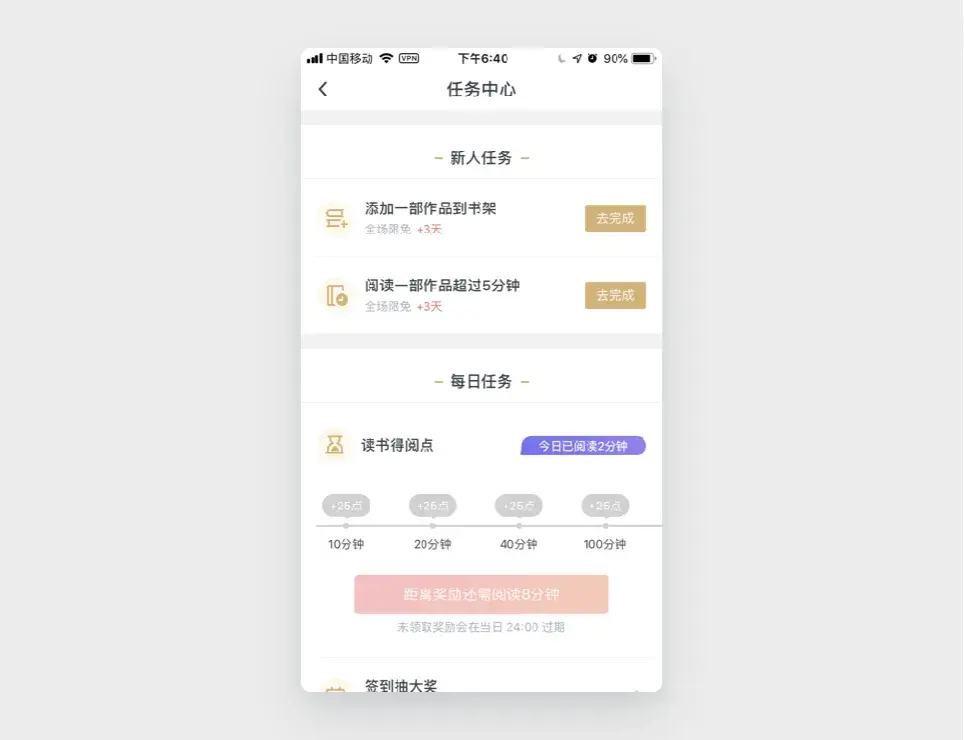 中国移动 VPN 下午6:40 90%
任务中心
新人任务
添加一部作品到书架
全场限免 +3天
去完成
阅读一部作品超过5分钟
全场限免 +3天
去完成
每日任务
读书得阅点
今日已阅读2分钟
+25点 +25点 +25点 +25点
10分钟 20分钟 40分钟 100分钟
距离奖励还需阅读8分钟
未领取奖励会在当日 24:00 过期
签到抽大奖